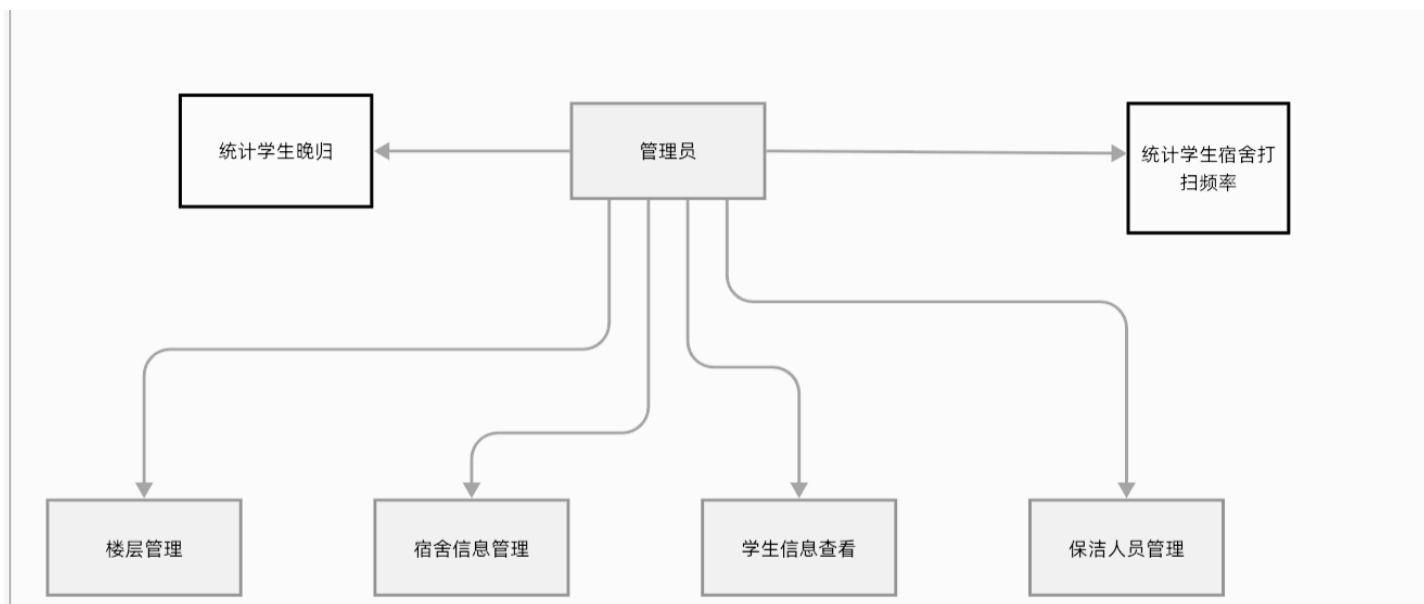 统计学生晚归
管理员
统计学生宿舍打
扫频率
楼层管理
宿舍信息管理
学生信息查看
保洁人员管理